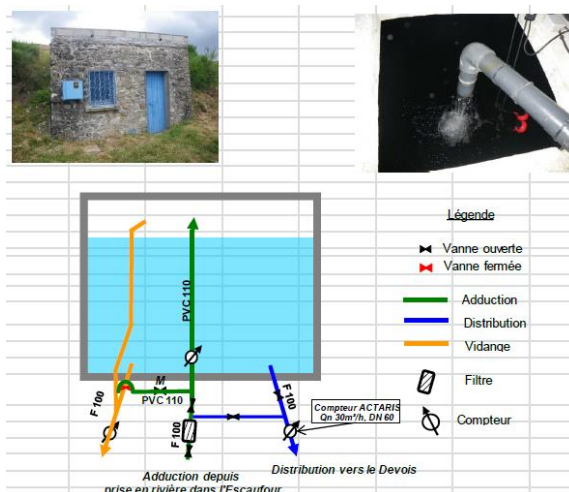 Légende
Vanne ouverte
Vanne fermée
Adduction
Distribution
Vidange
Filtre
Compteur
PVC 110
M
PVC 110
F 100
F 100
F 100
Compteur ACTARIS
Qn 30m³/h, DN 60
Adduction depuis
prise en rivière dans l'Escaufour
Distribution vers le Devois